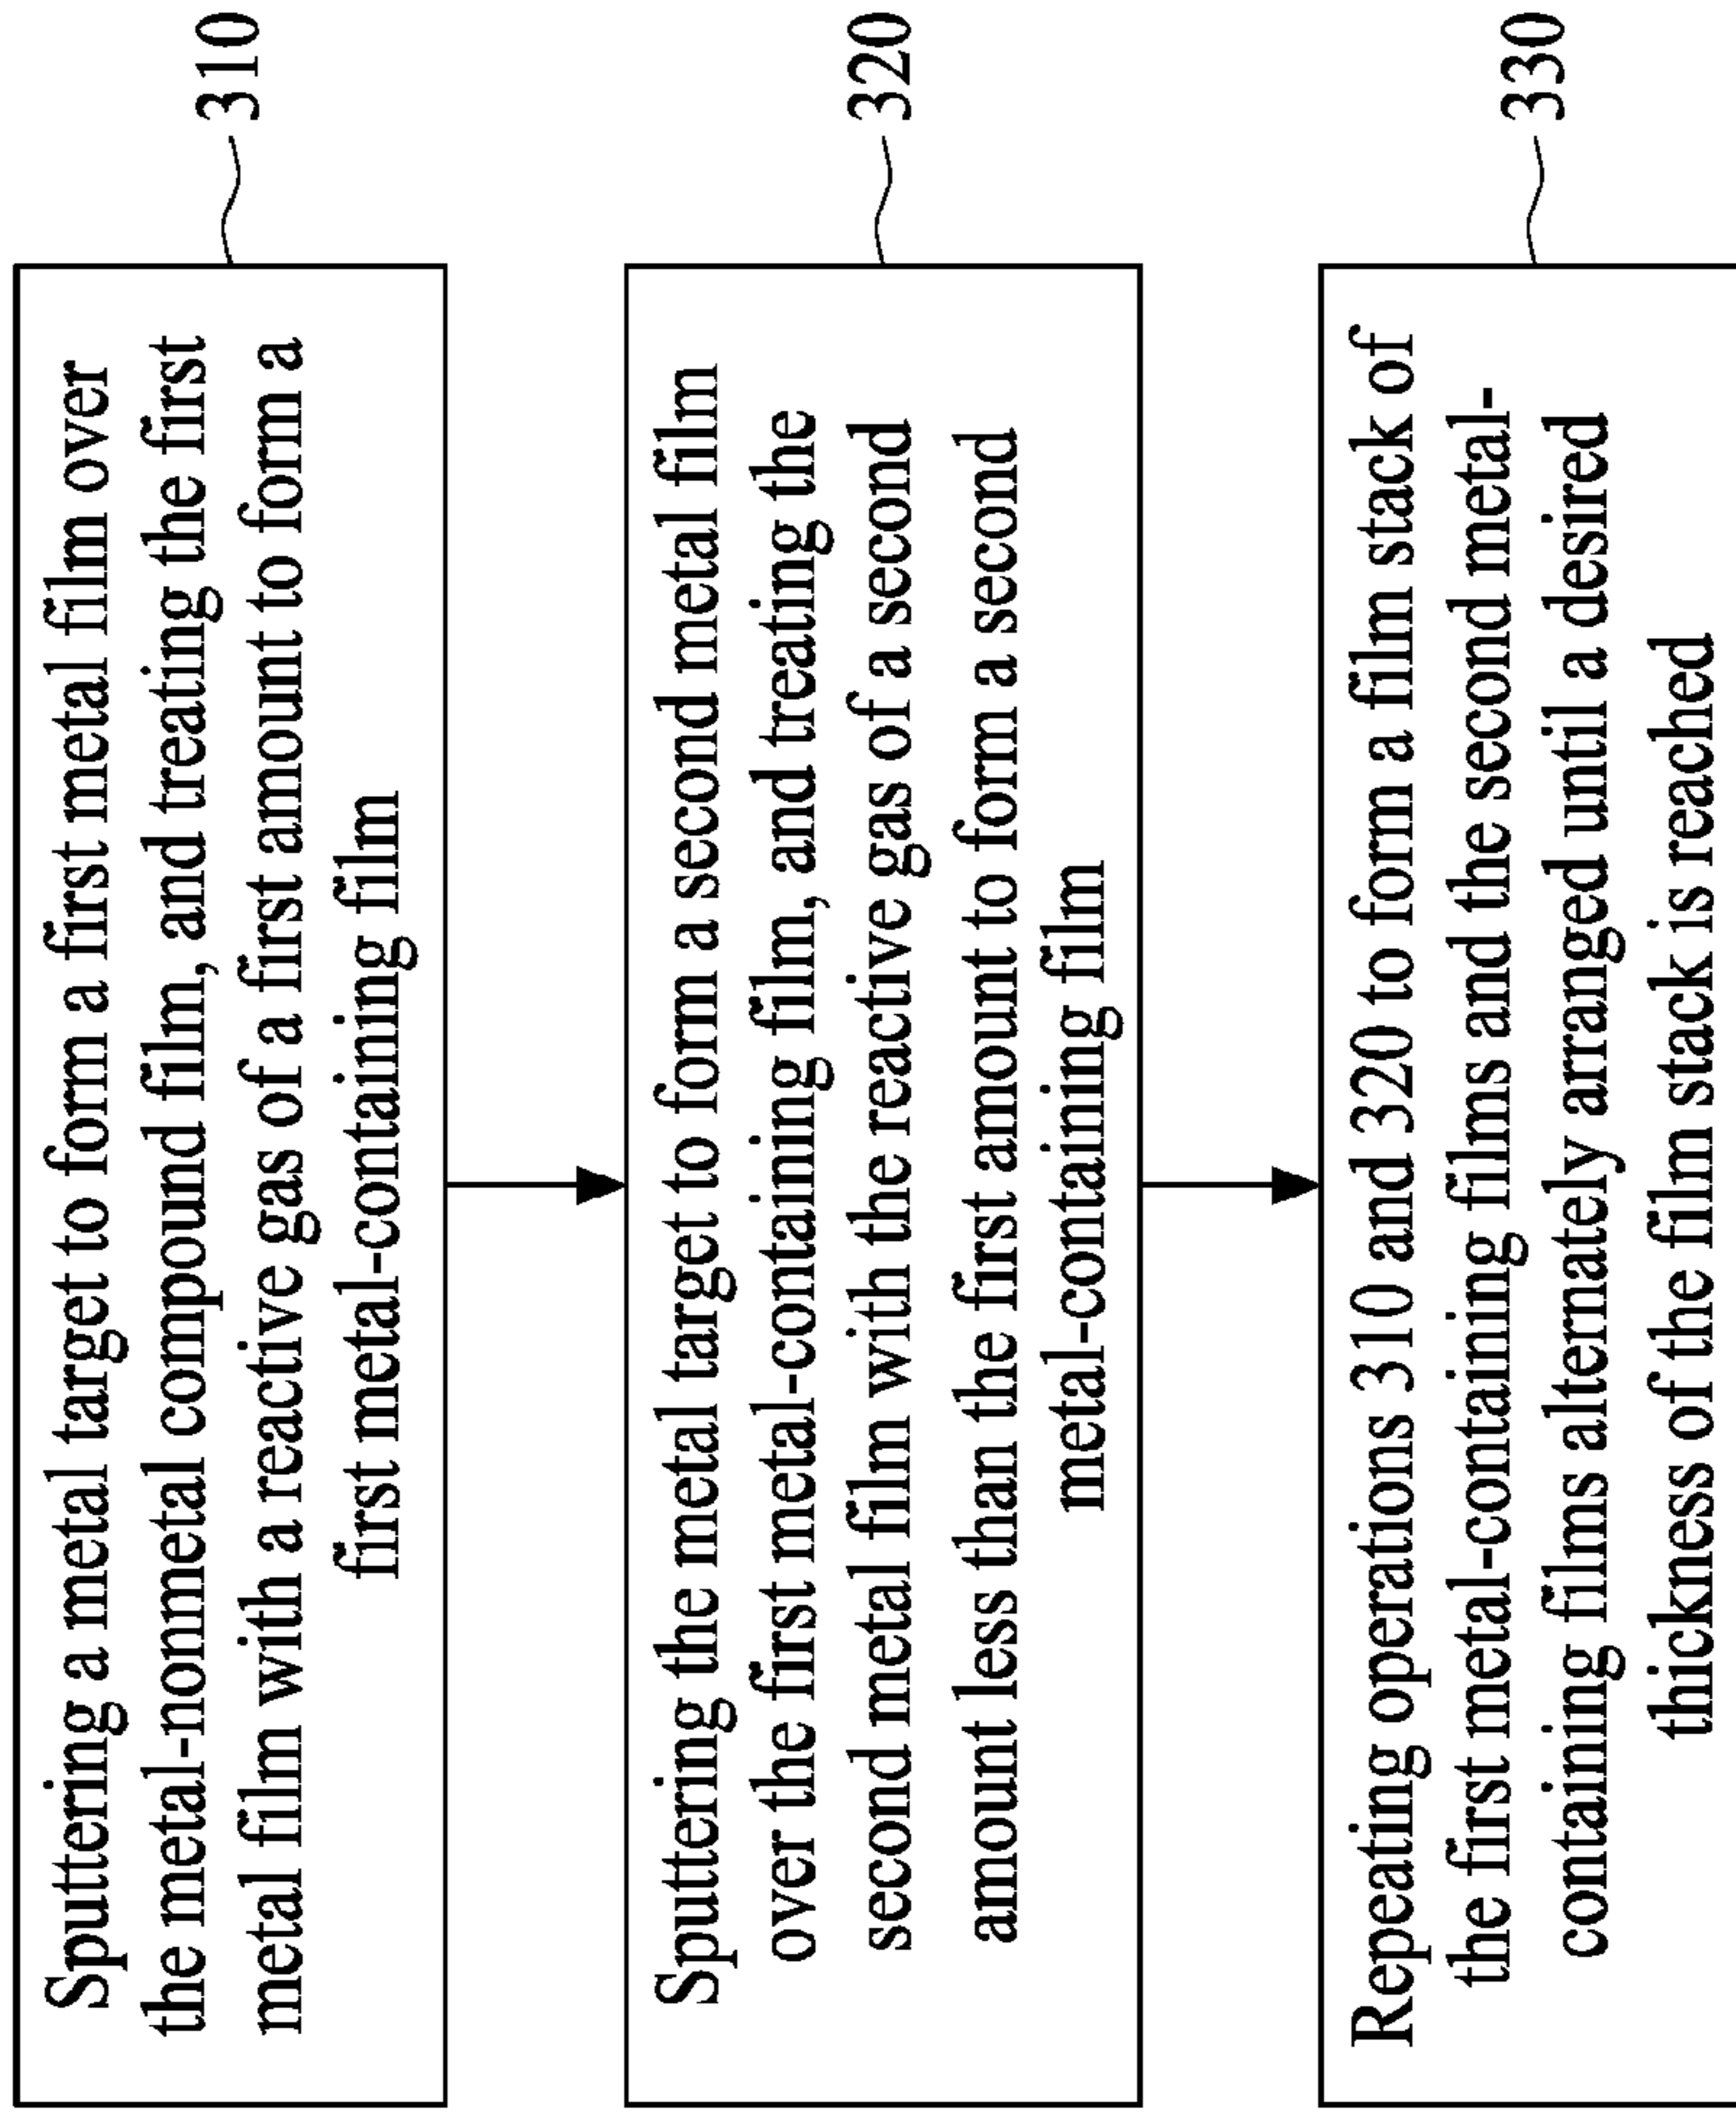 Sputtering a metal target to form a first metal film over
the metal-nonmetal compound film, and treating the first
metal film with a reactive gas of a first amount to form a
first metal-containing film
310
Sputtering the metal target to form a second metal film
over the first metal-containing film, and treating the
second metal film with the reactive gas of a second
amount less than the first amount to form a second
metal-containing film
320
Repeating operations 310 and 320 to form a film stack of
the first metal-containing films and the second metal-
containing films alternately arranged until a desired
thickness of the film stack is reached
330